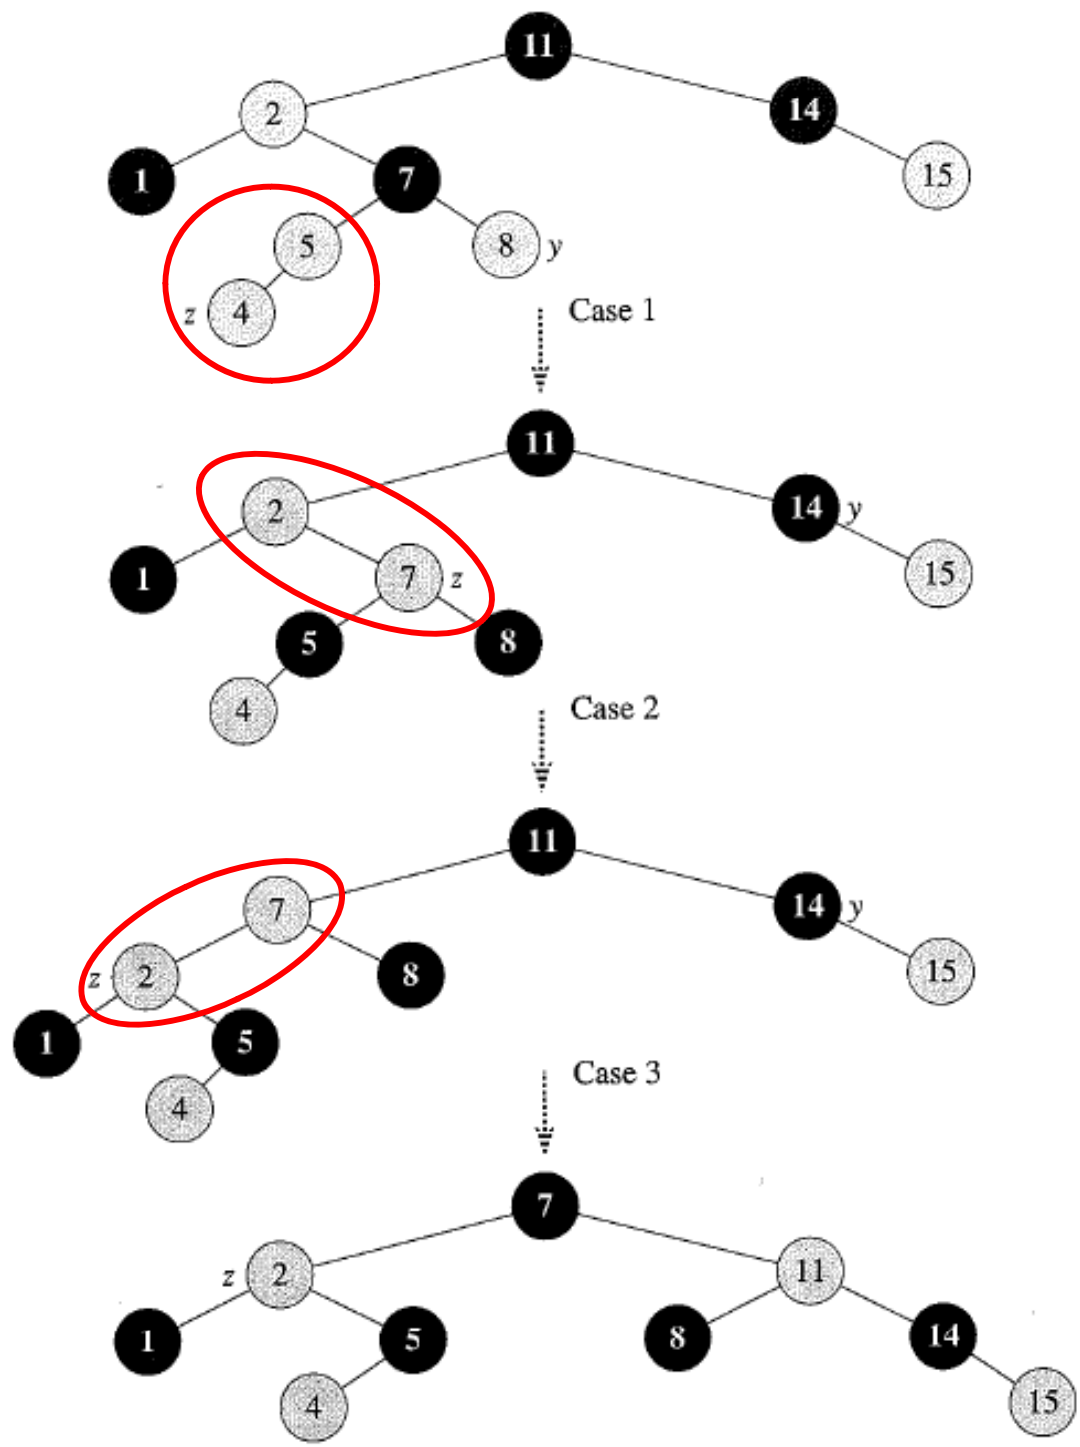 11
2 14
1 7 15
5 8 y
z 4 Case 1
11
2 14 y
1 7 z 15
5 8
4 Case 2
11
7 14 y
z 2 8 15
1 5
4 Case 3
7
z 2 11
1 5 8 14
4 15